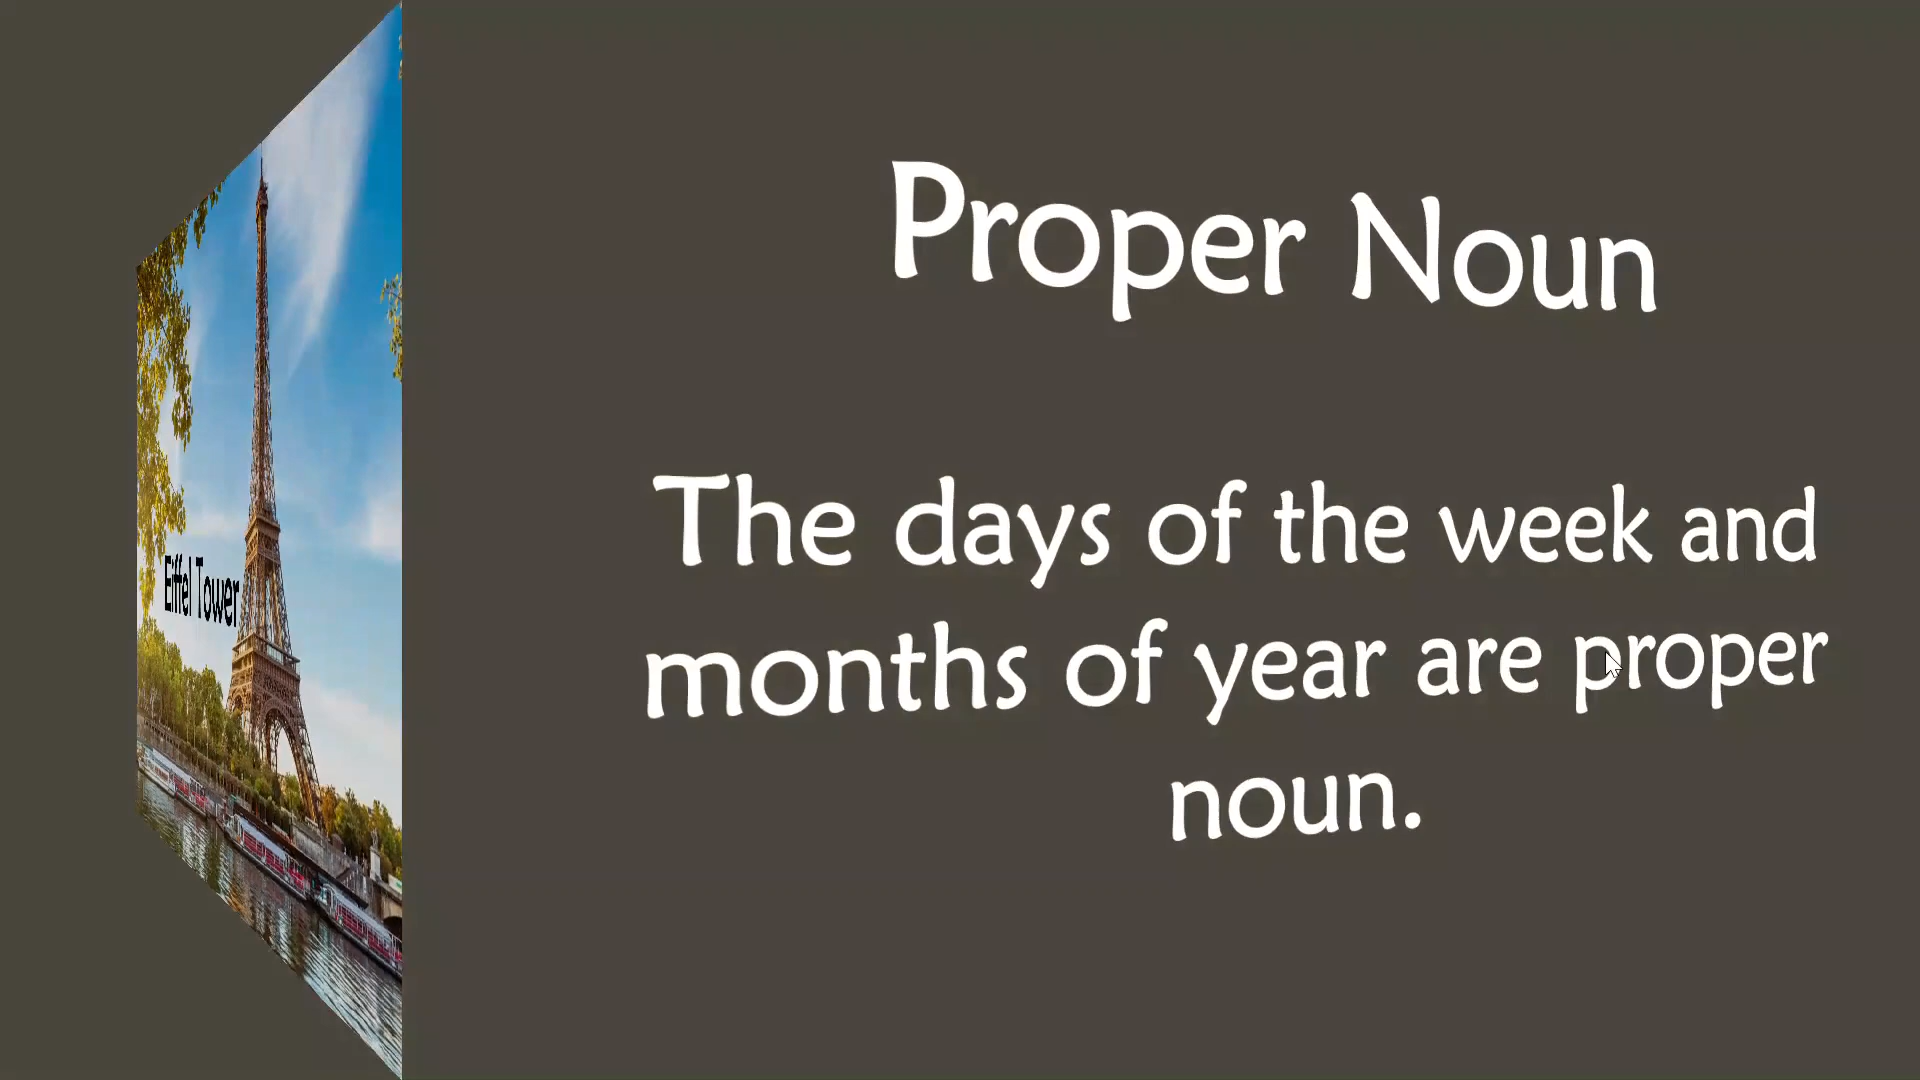 Proper Noun
The days of the week and
months of year are proper
noun.
Eiffel Tower